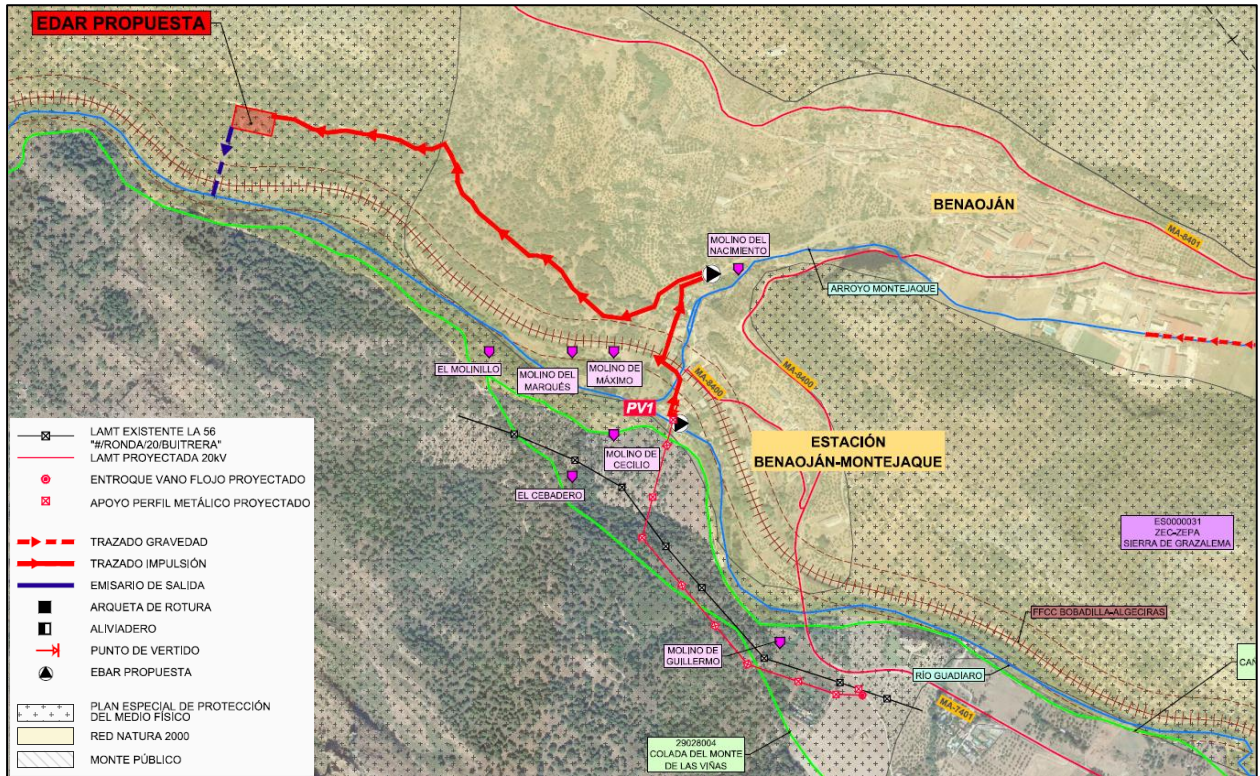 EDAR PROPUESTA
BENAOJÁN
MA-8401
MOLINO DEL
NACIMIENTO
ARROYO MONTEJAQUE
EL MOLINILLO
MOLINO DEL
MARQUÉS
MOLINO DE
MÁXIMO
MA-8400
MA-8400
PV1
ESTACIÓN
BENAOJÁN-MONTEJAQUE
MOLINO DE
CECILIO
EL CEBADERO
ES0000031
ZEC-ZEPA
SIERRA DE GRAZALEMA
FFCC BOBADILLA-ALGECIRAS
MOLINO DE
GUILLERMO
RÍO GUADÍARO
CAÑ
MA-7401
29028004
COLADA DEL MONTE
DE LAS VIÑAS
LAMT EXISTENTE LA 56
"#/RONDA/20/BUITRERA"
LAMT PROYECTADA 20kV
ENTROQUE VANO FLOJO PROYECTADO
APOYO PERFIL METÁLICO PROYECTADO
TRAZADO GRAVEDAD
TRAZADO IMPULSIÓN
EMISARIO DE SALIDA
ARQUETA DE ROTURA
ALIVIADERO
PUNTO DE VERTIDO
EBAR PROPUESTA
PLAN ESPECIAL DE PROTECCIÓN
DEL MEDIO FÍSICO
RED NATURA 2000
MONTE PÚBLICO